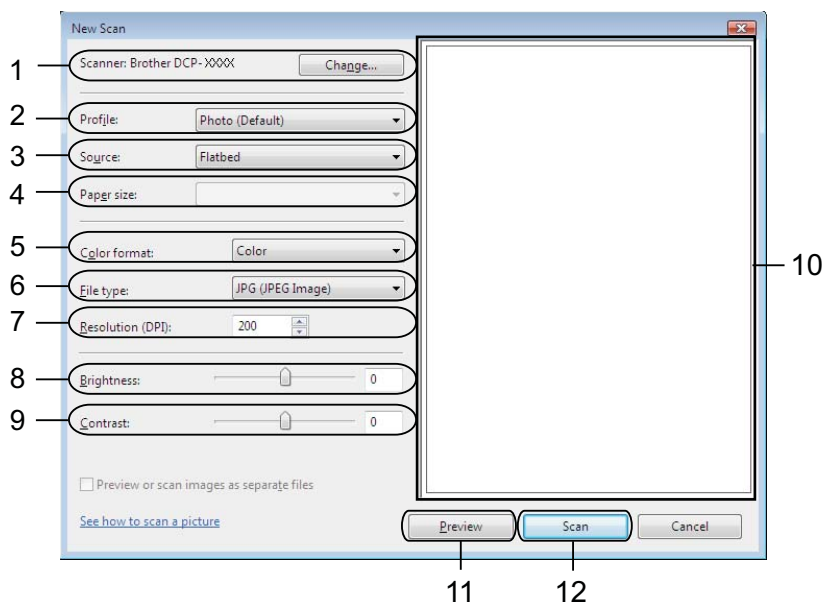 New Scan
1 Scanner: Brother DCP-XXXX Change...
2 Profile: Photo (Default)
3 Source: Flatbed
4 Paper size:
5 Color format: Color
6 File type: JPG (JPEG Image)
7 Resolution (DPI): 200
8 Brightness: 0
9 Contrast: 0
10
Preview or scan images as separate files
See how to scan a picture
Preview Scan Cancel
11 12